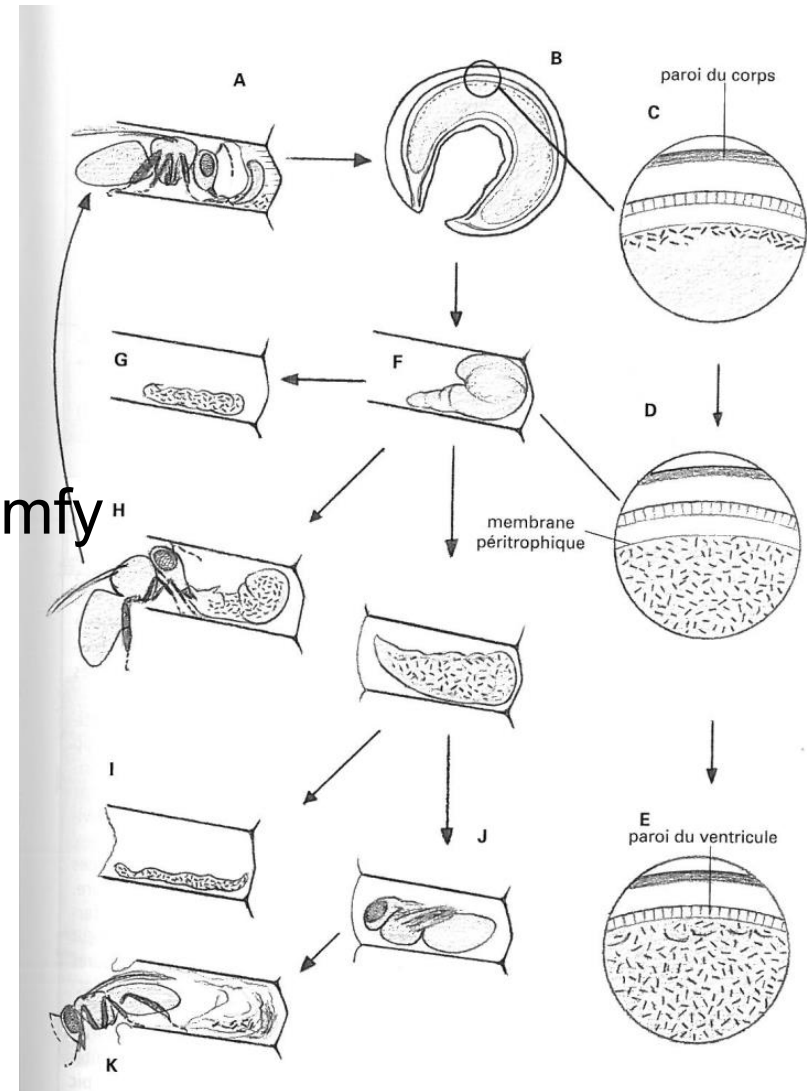 A
B
paroi du corps
C
G
F
D
mfy
H
membrane
péritrophique
I
J
E
paroi du ventricule
K